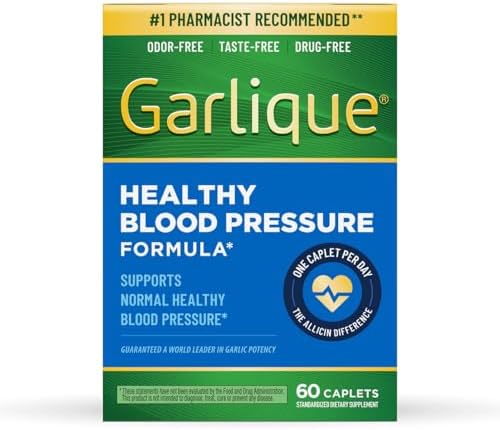 #1 PHARMACIST RECOMMENDED**
ODOR-FREE | TASTE-FREE | DRUG-FREE
Garlique®
HEALTHY
BLOOD PRESSURE
FORMULA*
SUPPORTS
NORMAL HEALTHY
BLOOD PRESSURE*
ONE CAPLET PER DAY
THE ALLICIN DIFFERENCE
GUARANTEED A WORLD LEADER IN GARLIC POTENCY
*These statements have not been evaluated by the Food and Drug Administration.
This product is not intended to diagnose, treat, cure or prevent any disease.
60 CAPLETS
STANDARDIZED DIETARY SUPPLEMENT